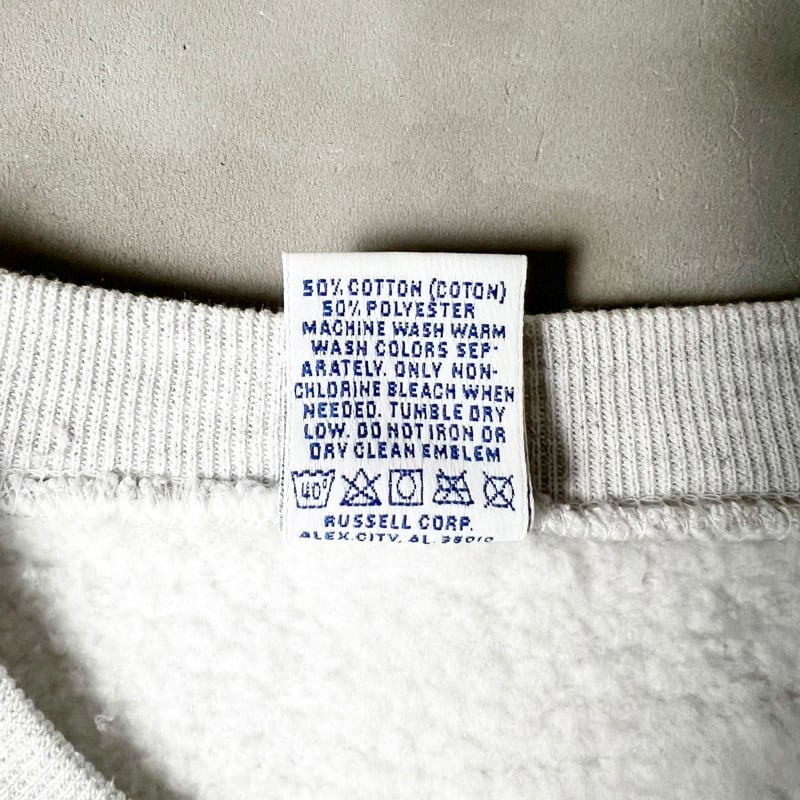 50% COTTON (COTON)
50% POLYESTER
MACHINE WASH WARM
WASH COLORS SEP-
ARATELY. ONLY NON-
CHLORINE BLEACH WHEN
NEEDED. TUMBLE DRY
LOW. DO NOT IRON OR
DRY CLEAN EMBLEM
40°
RUSSELL CORP.
ALEX.CITY, AL.